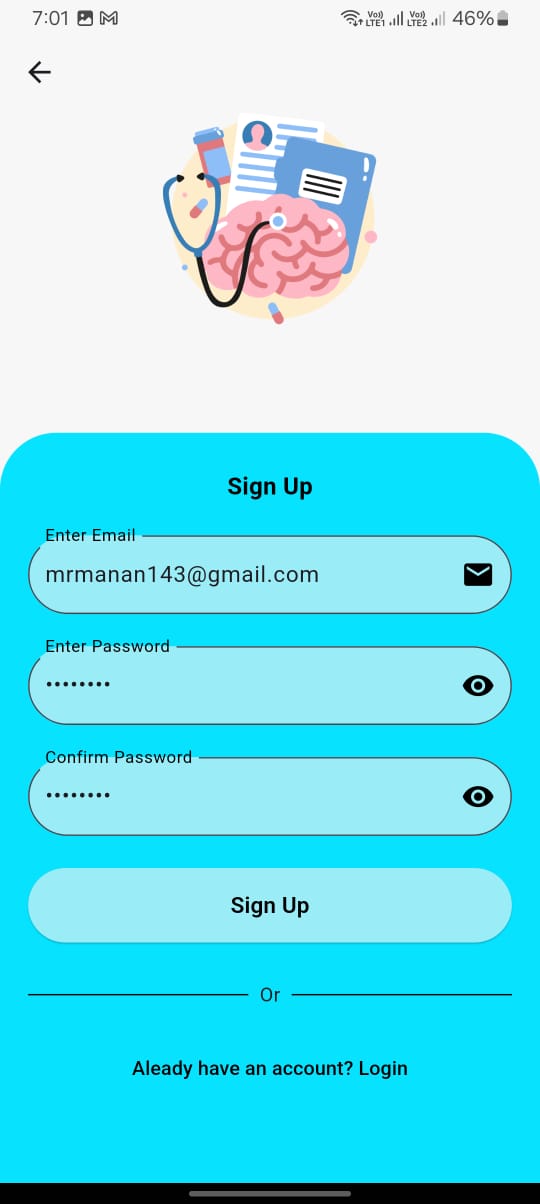 7:01
Vo)) LTE1 Vo)) LTE2 46%
Sign Up
Enter Email
mrmanan143@gmail.com
Enter Password
••••••••
Confirm Password
••••••••
Sign Up
Or
Aleady have an account? Login